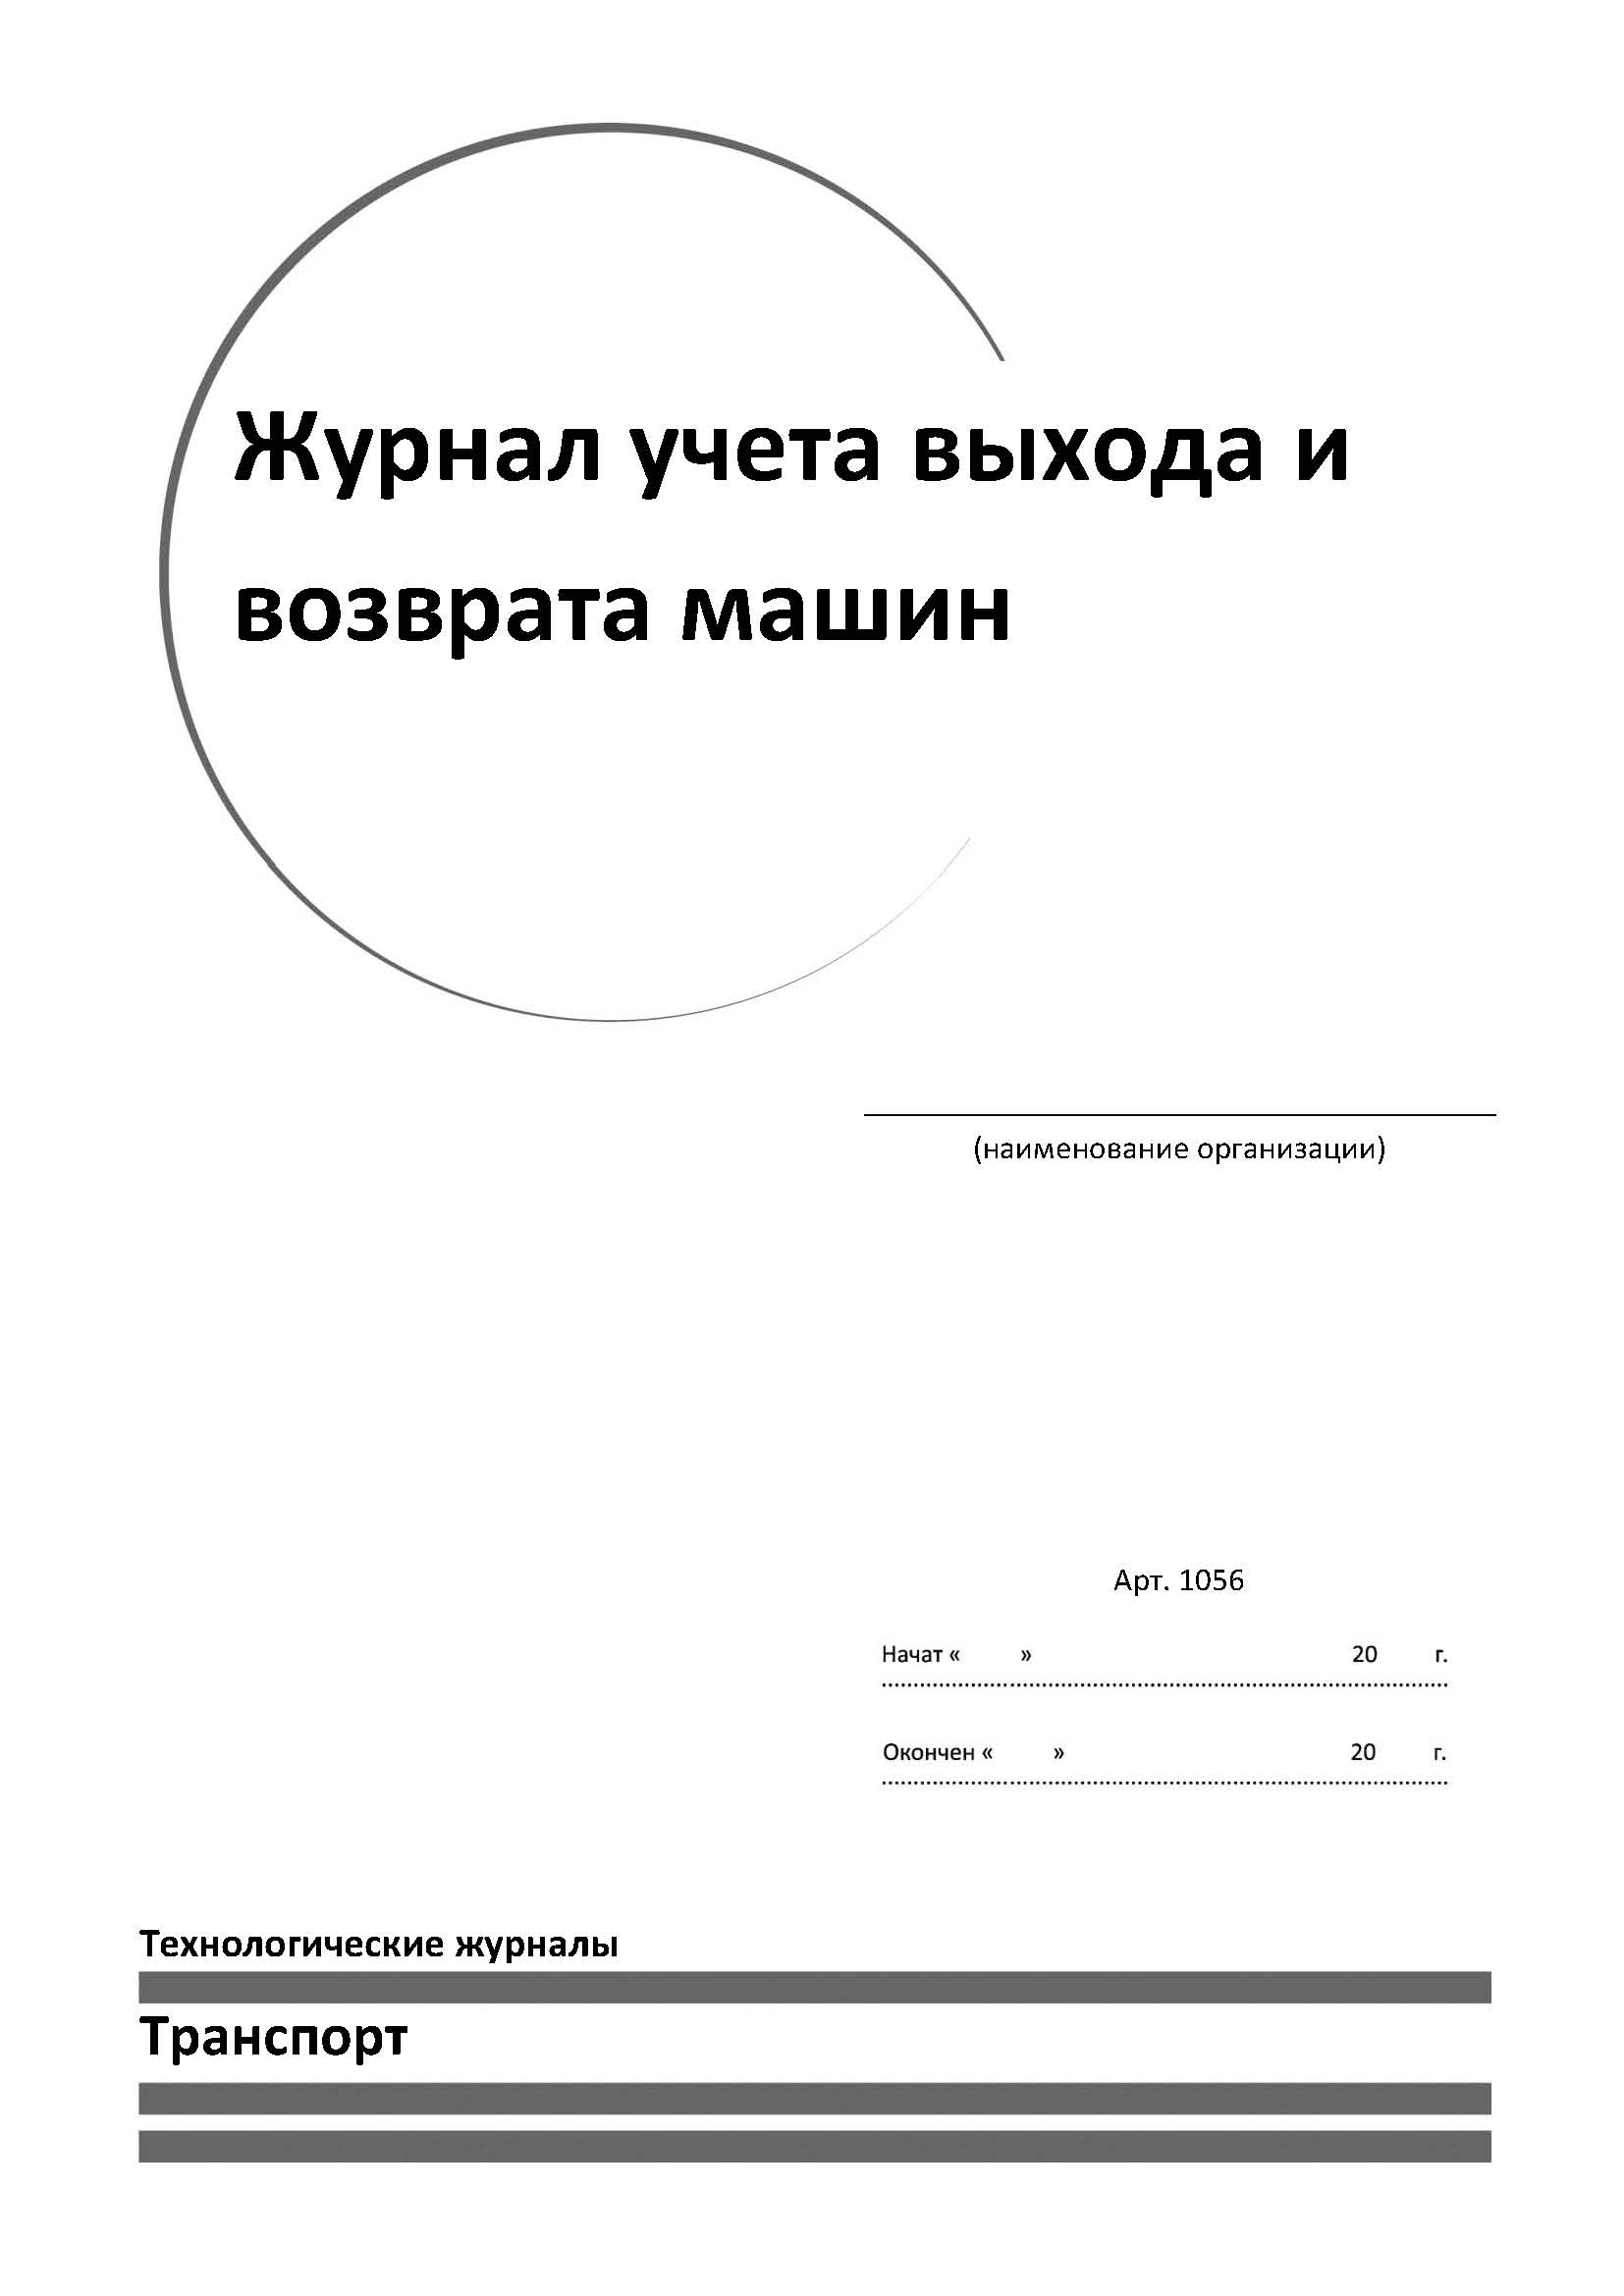 Журнал учета выхода и
возврата машин
(наименование организации)
Арт. 1056
Начат « » 20 г.
Окончен « » 20 г.
Технологические журналы
Транспорт